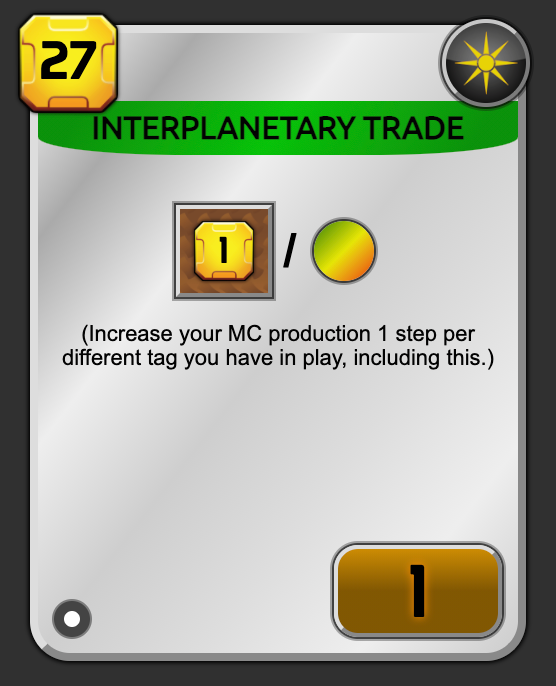 27
INTERPLANETARY TRADE
1 /
(Increase your MC production 1 step per
different tag you have in play, including this.)
1